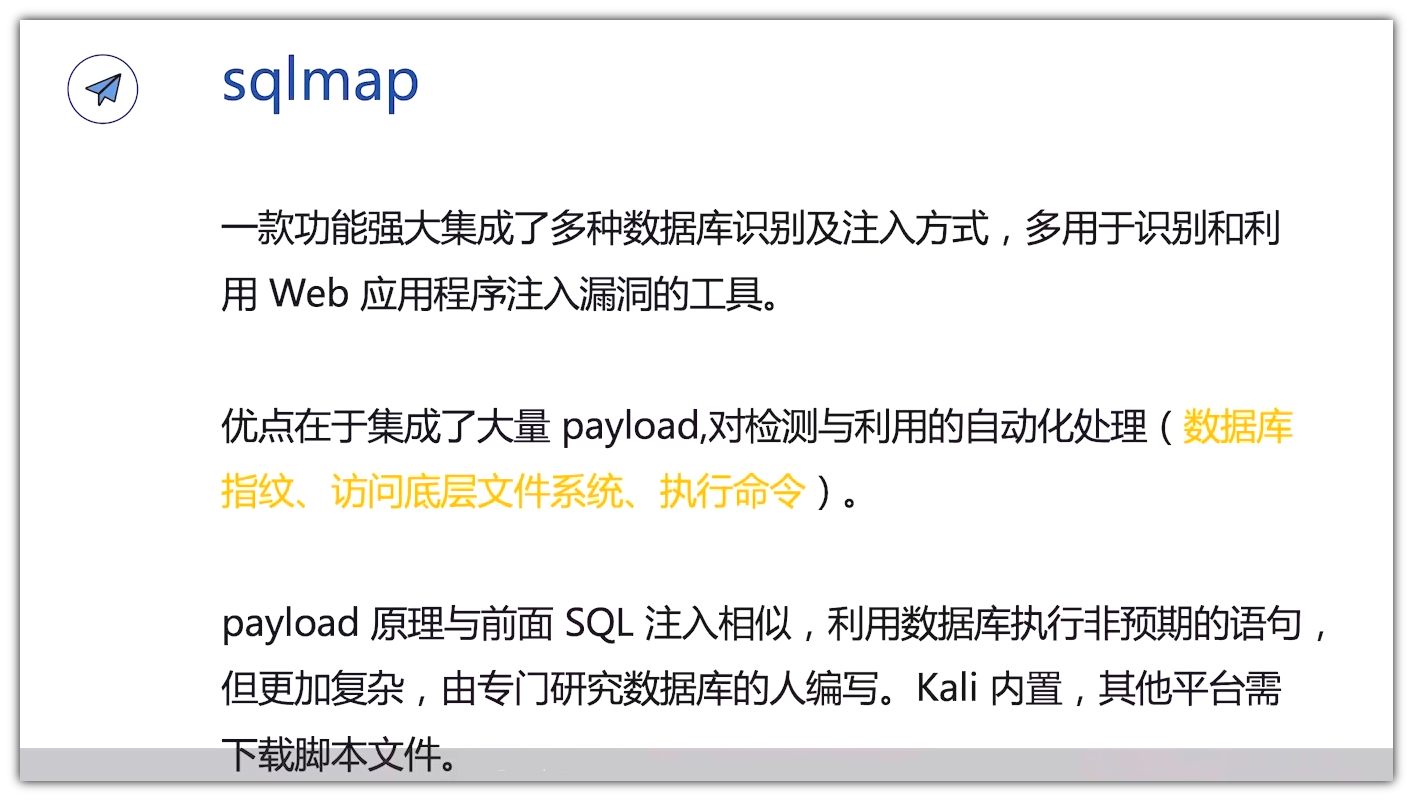 sqlmap
一款功能强大集成了多种数据库识别及注入方式，多用于识别和利
用 Web 应用程序注入漏洞的工具。
优点在于集成了大量 payload,对检测与利用的自动化处理（数据库
指纹、访问底层文件系统、执行命令）。
payload 原理与前面 SQL 注入相似，利用数据库执行非预期的语句，
但更加复杂，由专门研究数据库的人编写。Kali 内置，其他平台需
下载脚本文件。